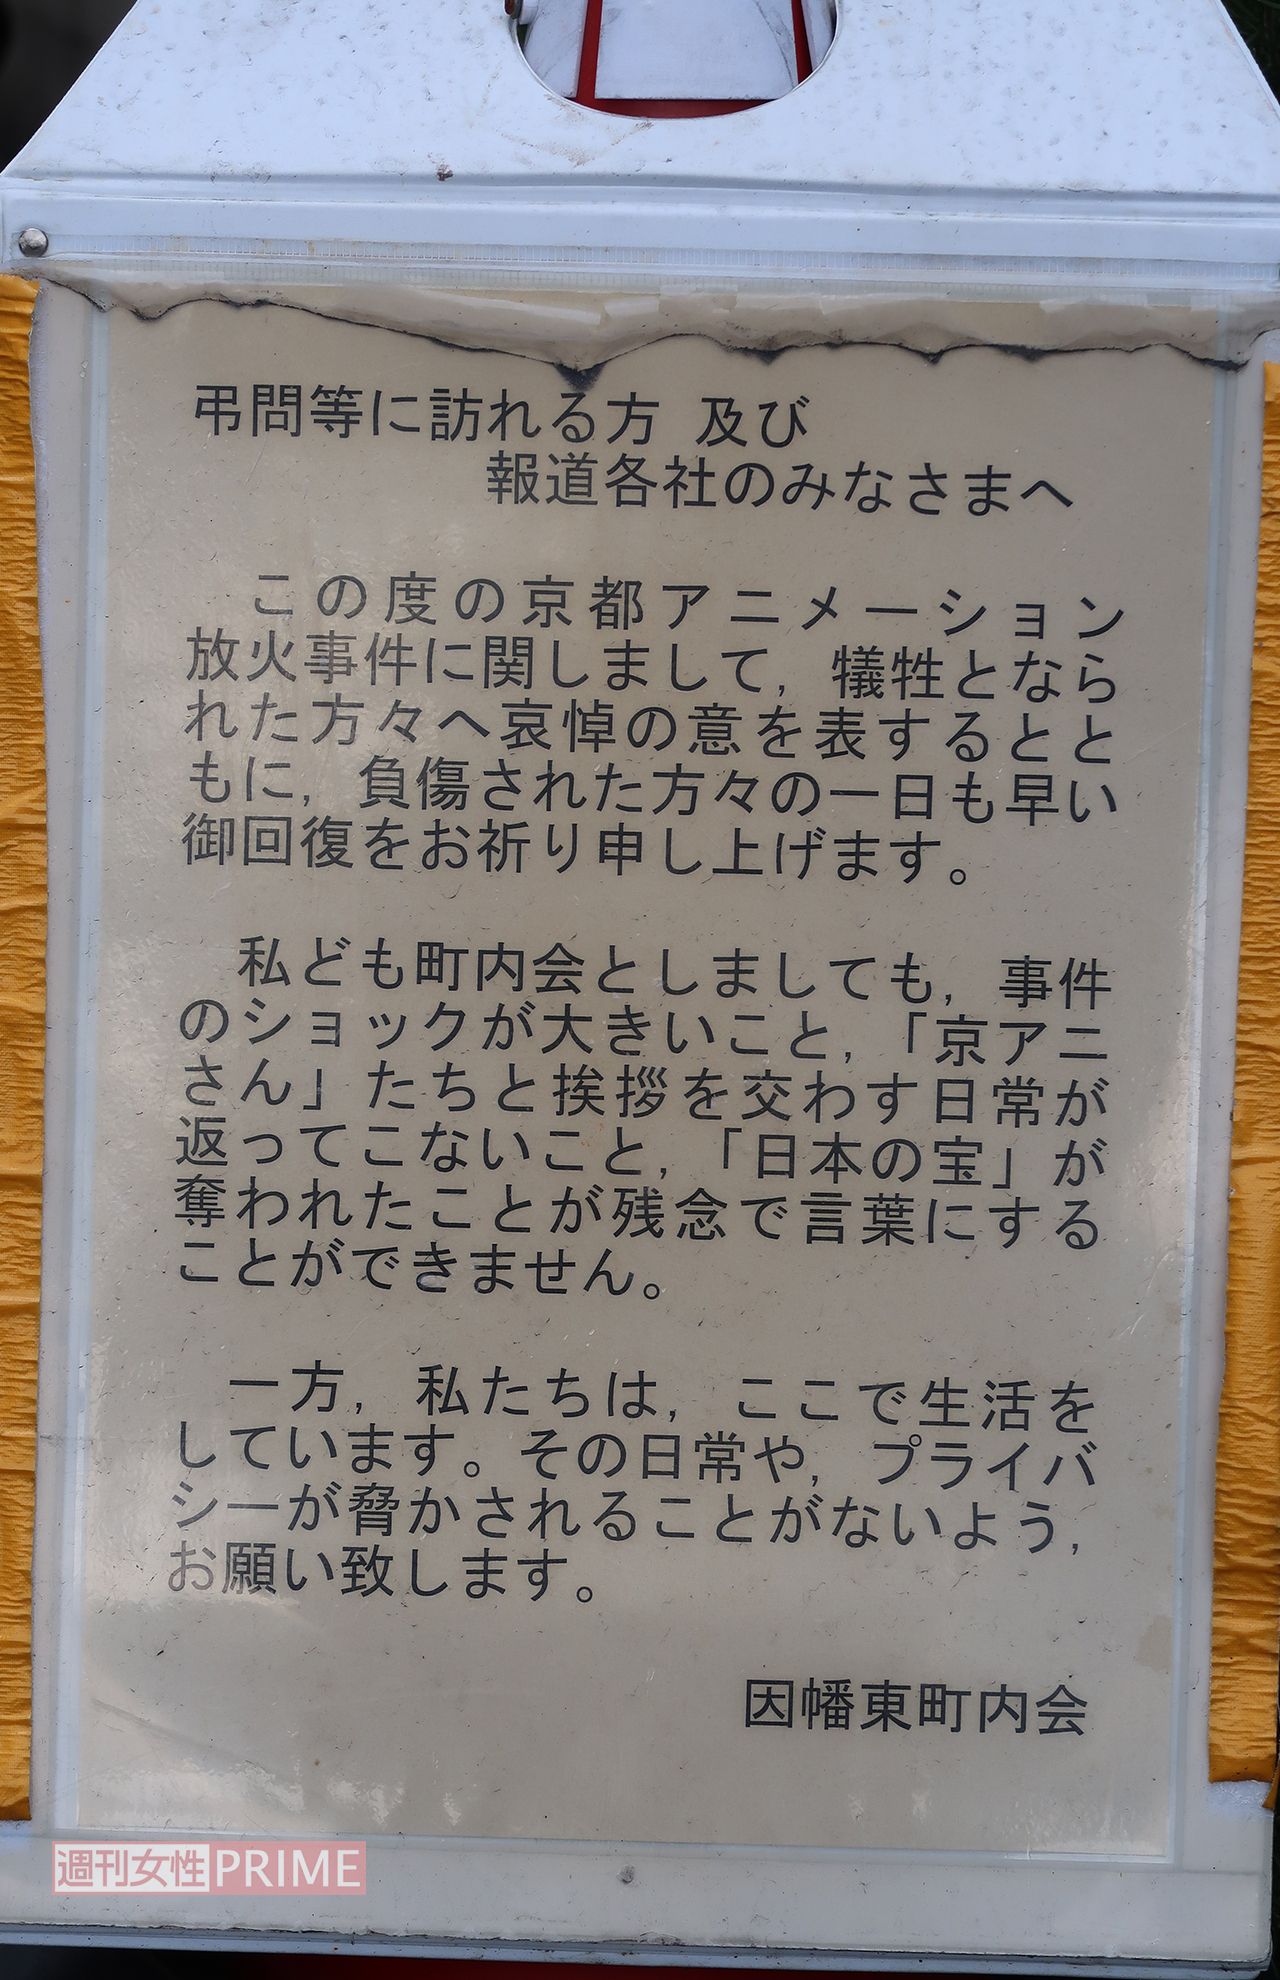 弔問等に訪れる方 及び
報道各社のみなさまへ
この度の京都アニメーション
放火事件に関しまして，犠牲となら
れた方々へ哀悼の意を表するとと
もに，負傷された方々の一日も早い
御回復をお祈り申し上げます。
私ども町内会としましても，事件
のショックが大きいこと，「京アニ
さん」たちと挨拶を交わす日常が
返ってこないこと，「日本の宝」が
奪われたことが残念で言葉にする
ことができません。
一方，私たちは，ここで生活を
しています。その日常や，プライバ
シーが脅かされることがないよう，
お願い致します。
因幡東町内会
週刊女性PRIME